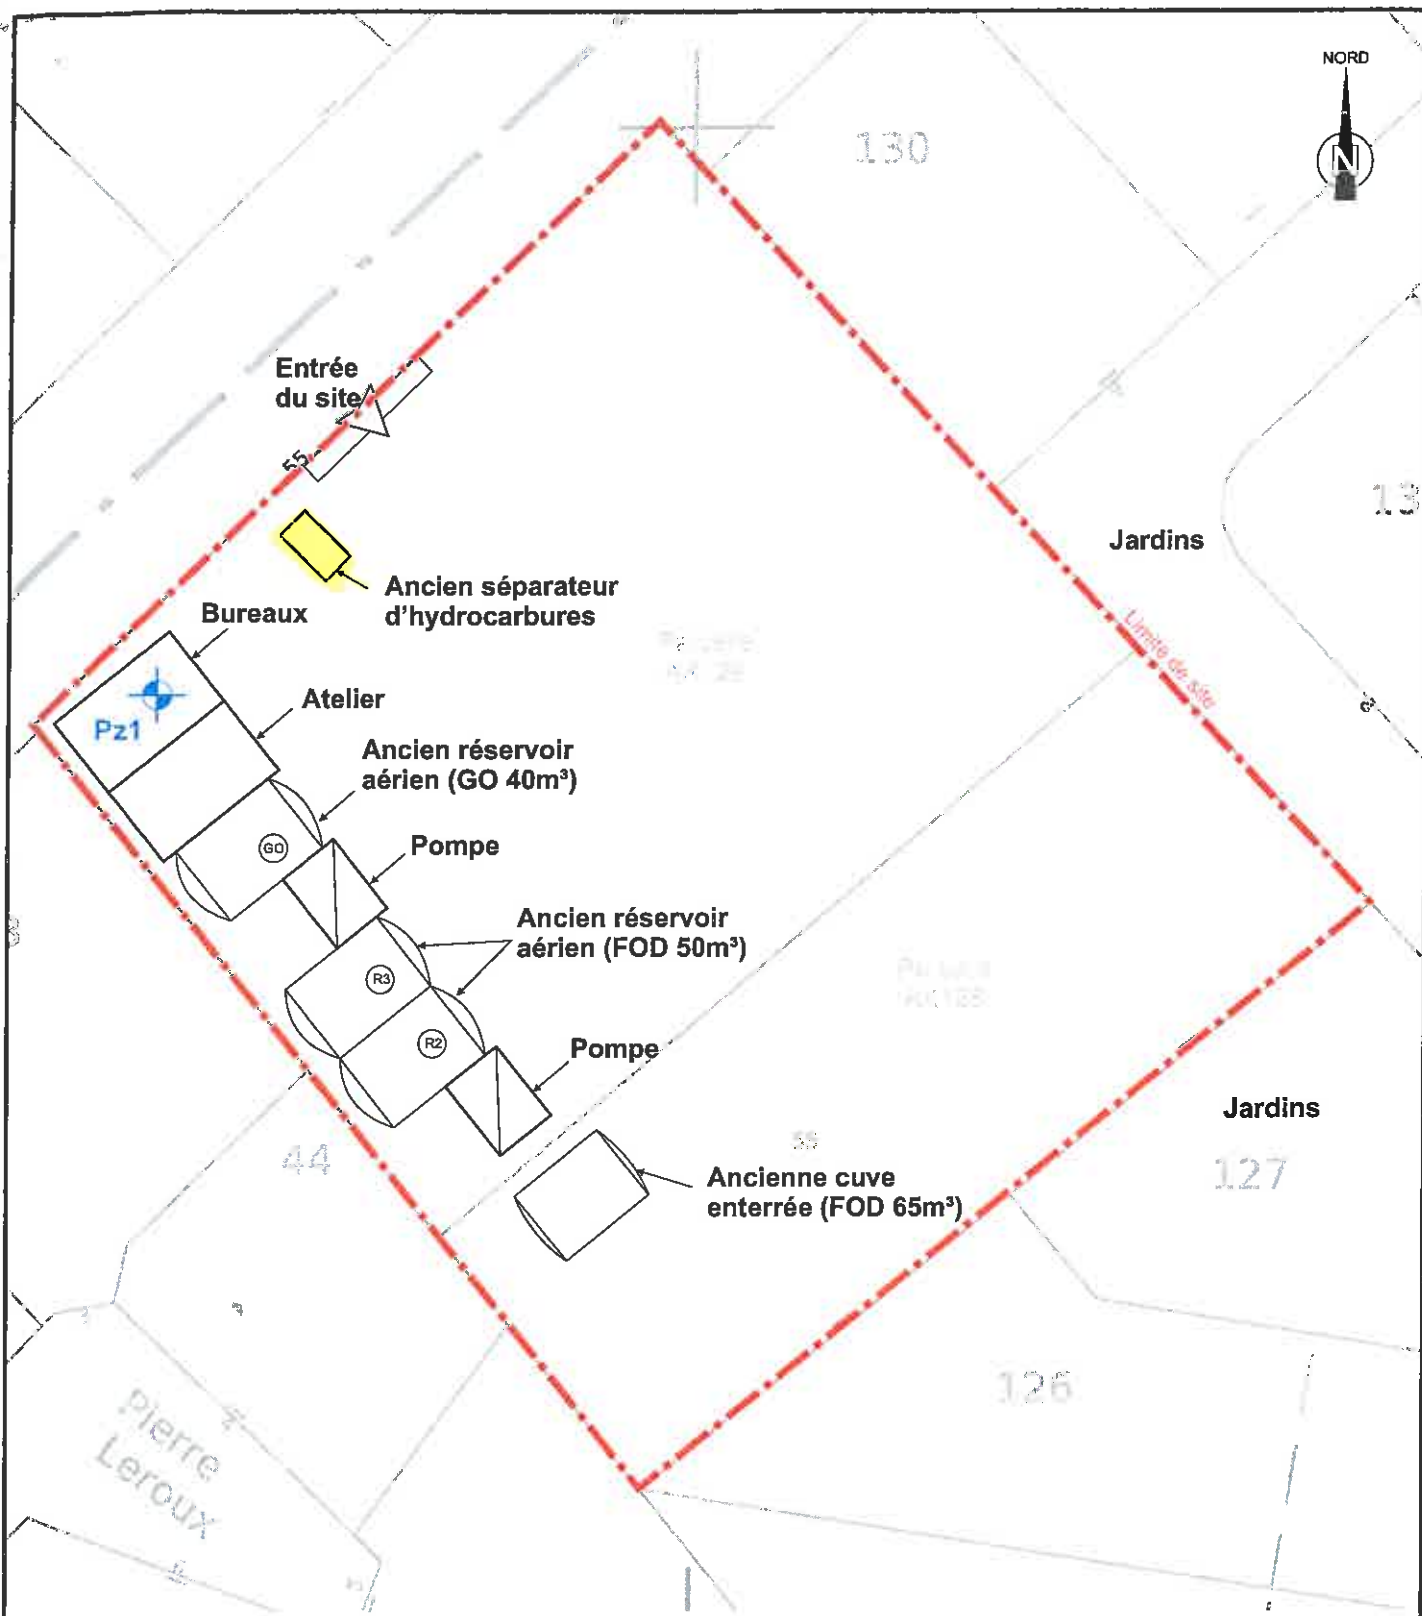 NORD
N
130
Entrée
du site
55
13
Jardins
Ancien séparateur
d'hydrocarbures
Bureaux
Limite de site
Atelier
Pz1
Ancien réservoir
aérien (GO 40m³)
GO
Pompe
Ancien réservoir
aérien (FOD 50m³)
R3
R2
Pompe
Jardins
55
44
127
Ancienne cuve
enterrée (FOD 65m³)
126
Pierre
Leroux